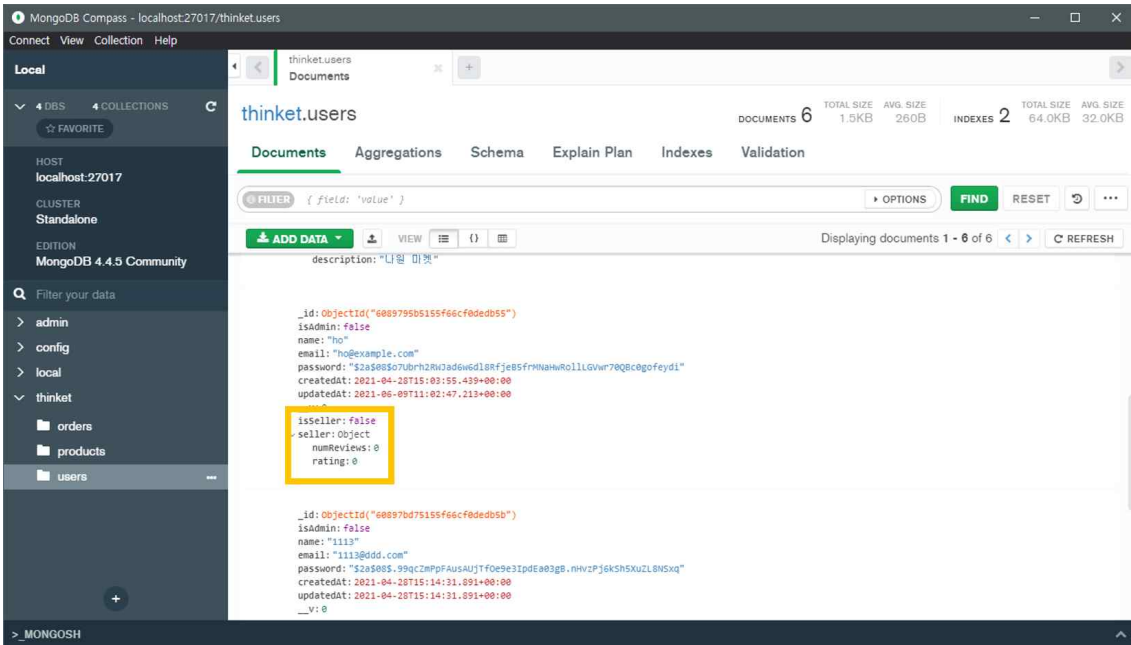 MongoDB Compass - localhost:27017/thinket.users
Connect View Collection Help
Local
4 DBS 4 COLLECTIONS
☆ FAVORITE
HOST
localhost:27017
CLUSTER
Standalone
EDITION
MongoDB 4.4.5 Community
Filter your data
admin
config
local
thinket
orders
products
users
>_MONGOSH
thinket.users
Documents
thinket.users
DOCUMENTS 6 TOTAL SIZE 1.5KB AVG. SIZE 260B INDEXES 2 TOTAL SIZE 64.0KB AVG. SIZE 32.0KB
Documents Aggregations Schema Explain Plan Indexes Validation
FILTER { field: 'value' } OPTIONS FIND RESET
ADD DATA VIEW Displaying documents 1 - 6 of 6 REFRESH
description: "나원 마켓"
_id: ObjectId("6089795b5155f66cf0dedb55")
isAdmin: false
name: "ho"
email: "ho@example.com"
password:
createdAt: 2021-04-28T15:03:55.439+00:00
updatedAt: 2021-06-09T11:02:47.213+00:00
isSeller: false
seller: Object
numReviews: 0
rating: 0
_id: ObjectId("60897bd75155f66cf0dedb5b")
isAdmin: false
name: "1113"
email: "1113@ddd.com"
password:
createdAt: 2021-04-28T15:14:31.891+00:00
updatedAt: 2021-04-28T15:14:31.891+00:00
__v: 0